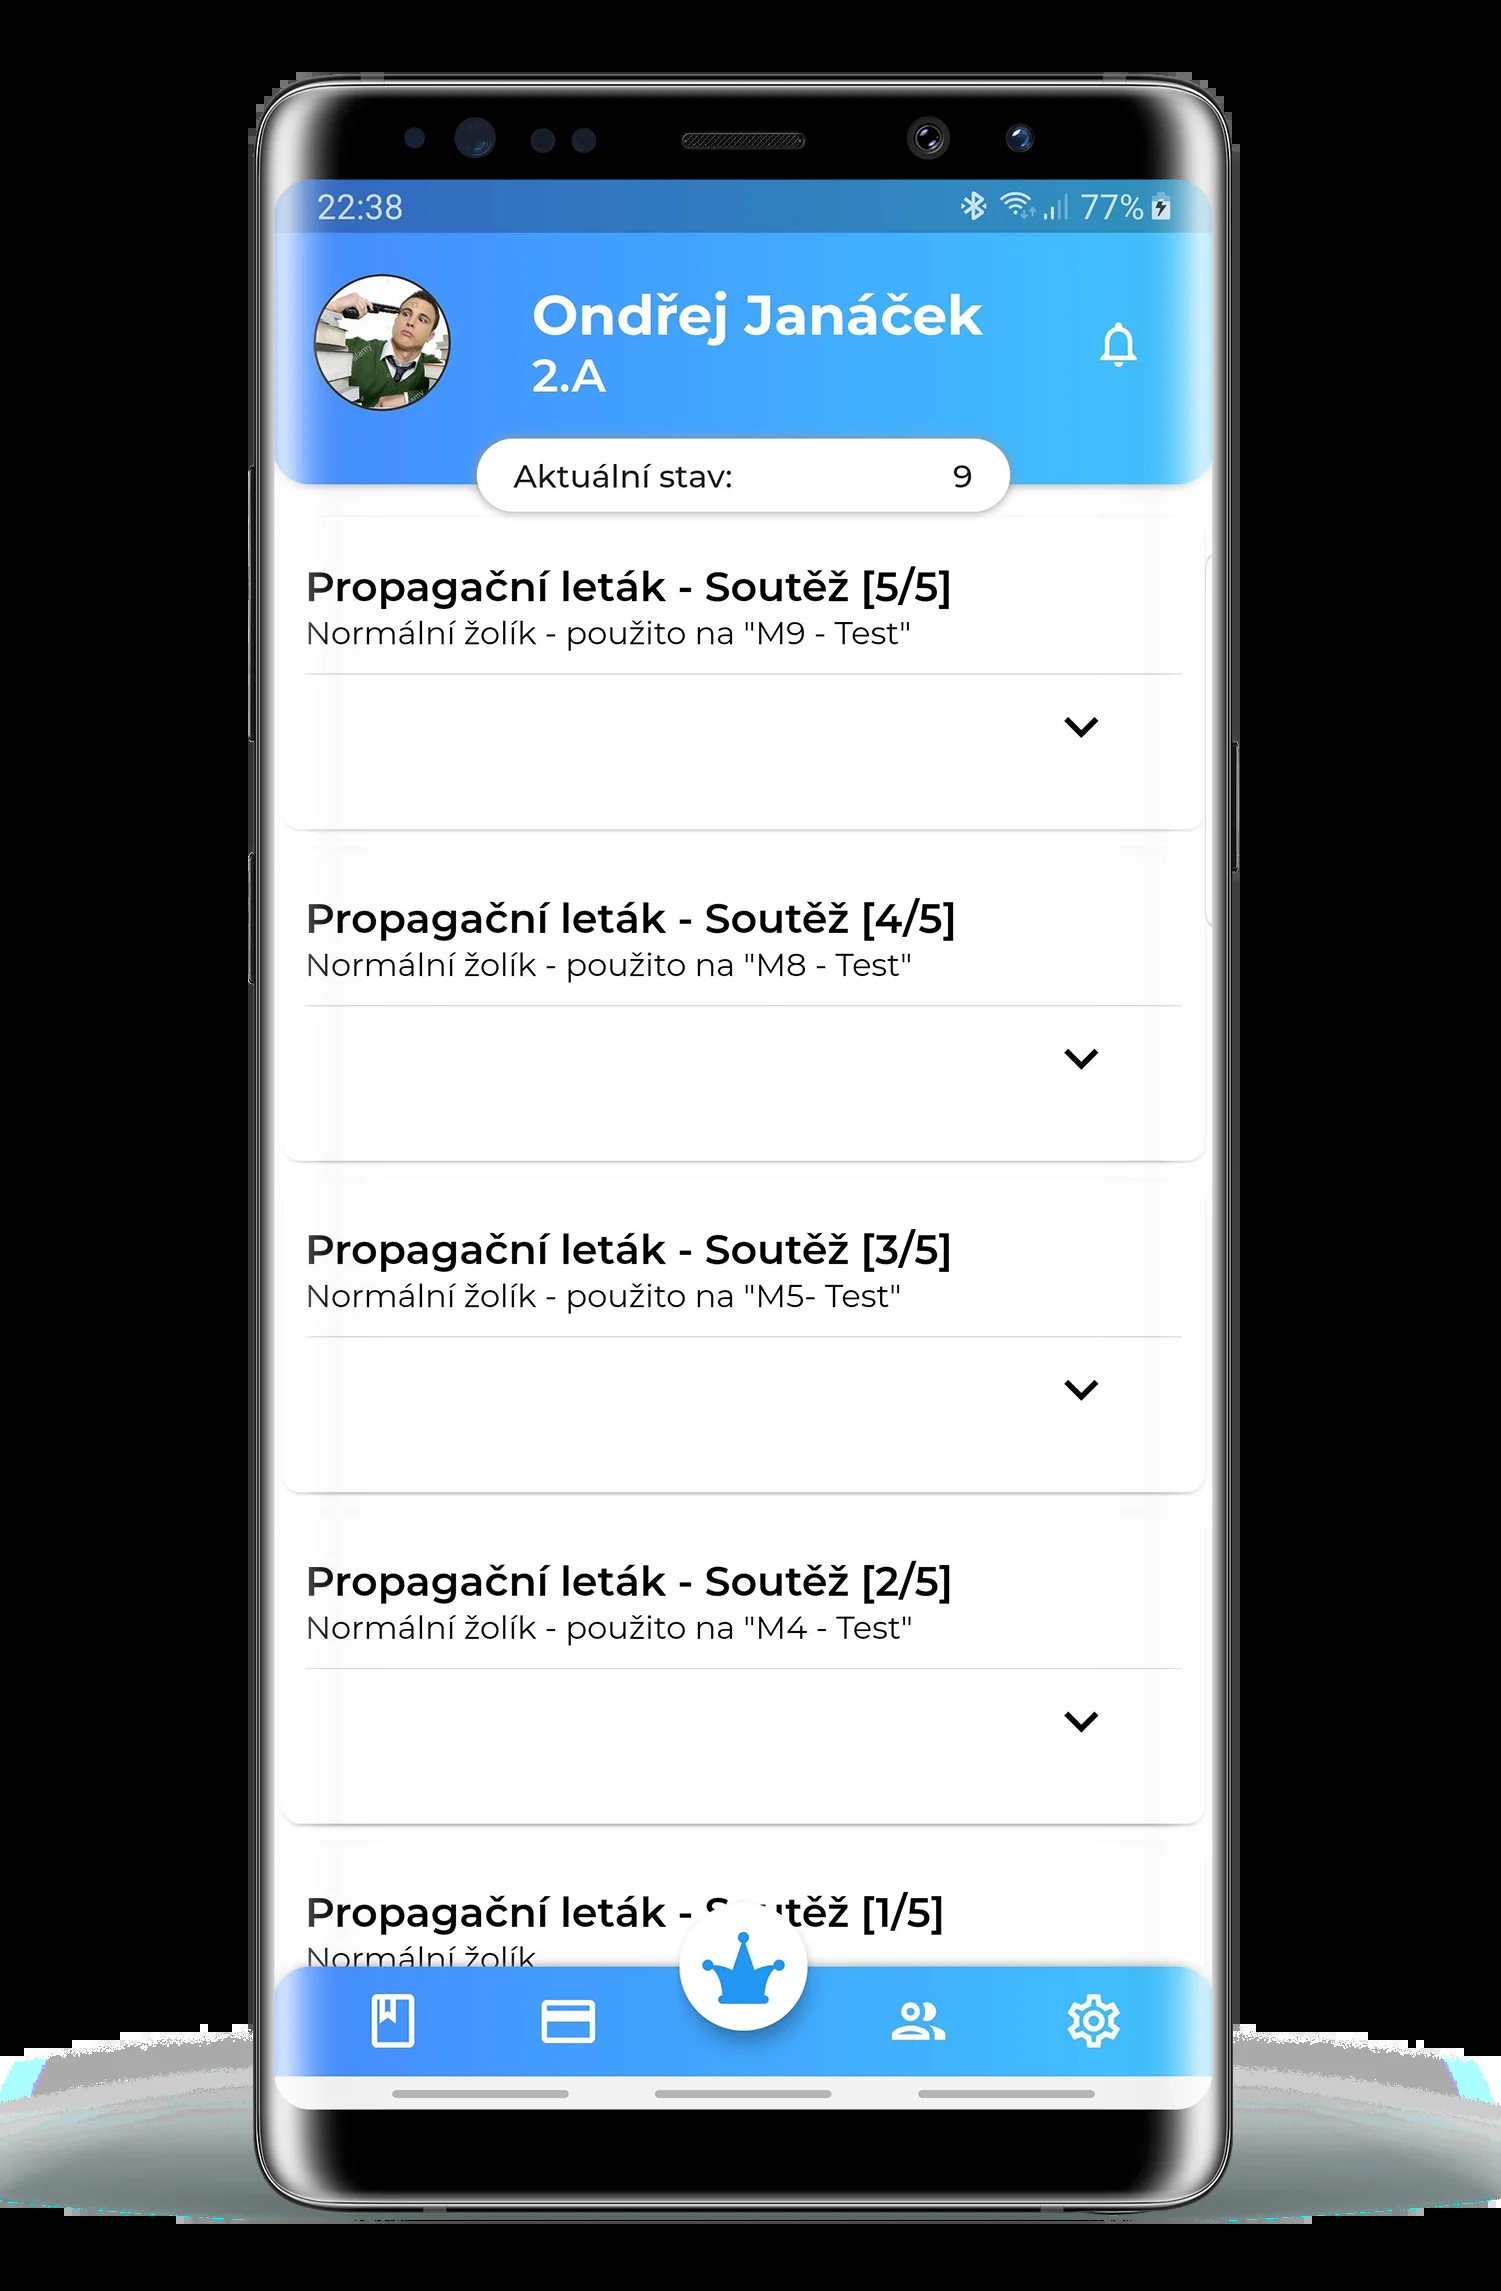 22:38
77%
Ondřej Janáček
2.A
Aktuální stav: 9
Propagační leták - Soutěž [5/5]
Normální žolík - použito na "M9 - Test"
Propagační leták - Soutěž [4/5]
Normální žolík - použito na "M8 - Test"
Propagační leták - Soutěž [3/5]
Normální žolík - použito na "M5- Test"
Propagační leták - Soutěž [2/5]
Normální žolík - použito na "M4 - Test"
Propagační leták - Soutěž [1/5]
Normální žolík